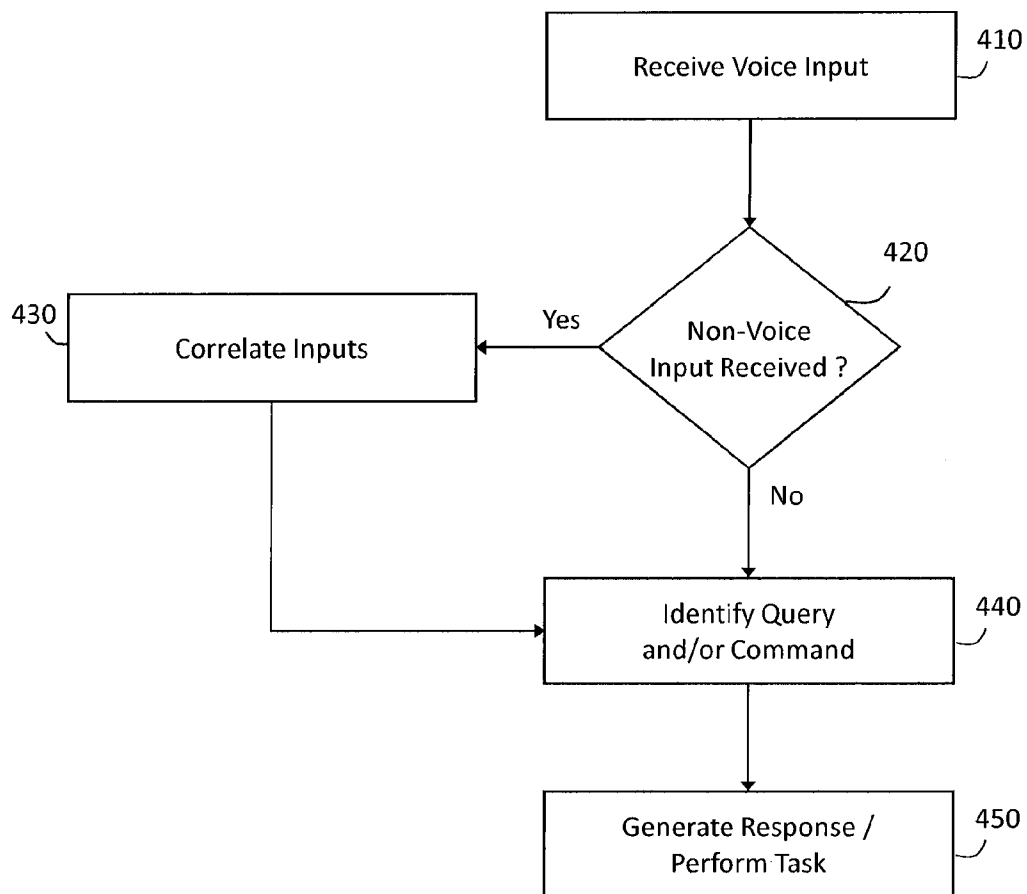 Receive Voice Input
410
Non-Voice
Input Received ?
420
Yes
430
Correlate Inputs
No
Identify Query
and/or Command
440
Generate Response /
Perform Task
450